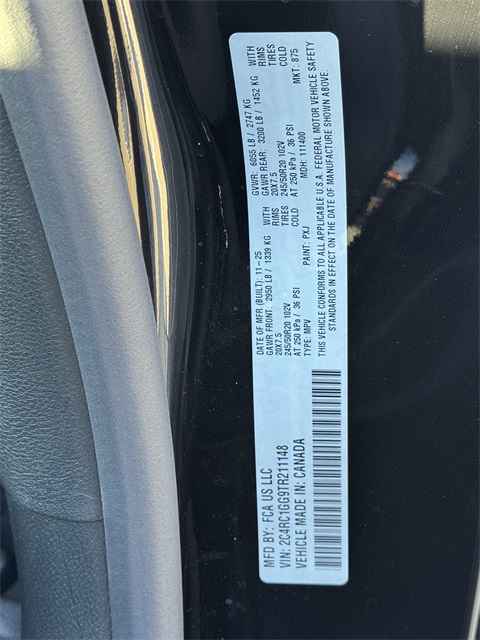 MFD BY: FCA US LLC
VIN: 2C4RC1GG9TR211148
VEHICLE MADE IN: CANADA
DATE OF MFR (BUILT): 11-25
GAWR FRONT: 2950 LB / 1339 KG WITH
20X7.5 RIMS
245/50R20 102V TIRES
AT 250 kPa / 36 PSI COLD
TYPE: MPV PAINT: PXJ
GVWR: 6055 LB / 2747 KG
GAWR REAR: 3200 LB / 1452 KG WITH
20X7.5 RIMS
245/50R20 102V TIRES
AT 250 kPa / 36 PSI COLD
MDH: 111400 MKT: 875
THIS VEHICLE CONFORMS TO ALL APPLICABLE U.S.A. FEDERAL MOTOR VEHICLE SAFETY
STANDARDS IN EFFECT ON THE DATE OF MANUFACTURE SHOWN ABOVE.